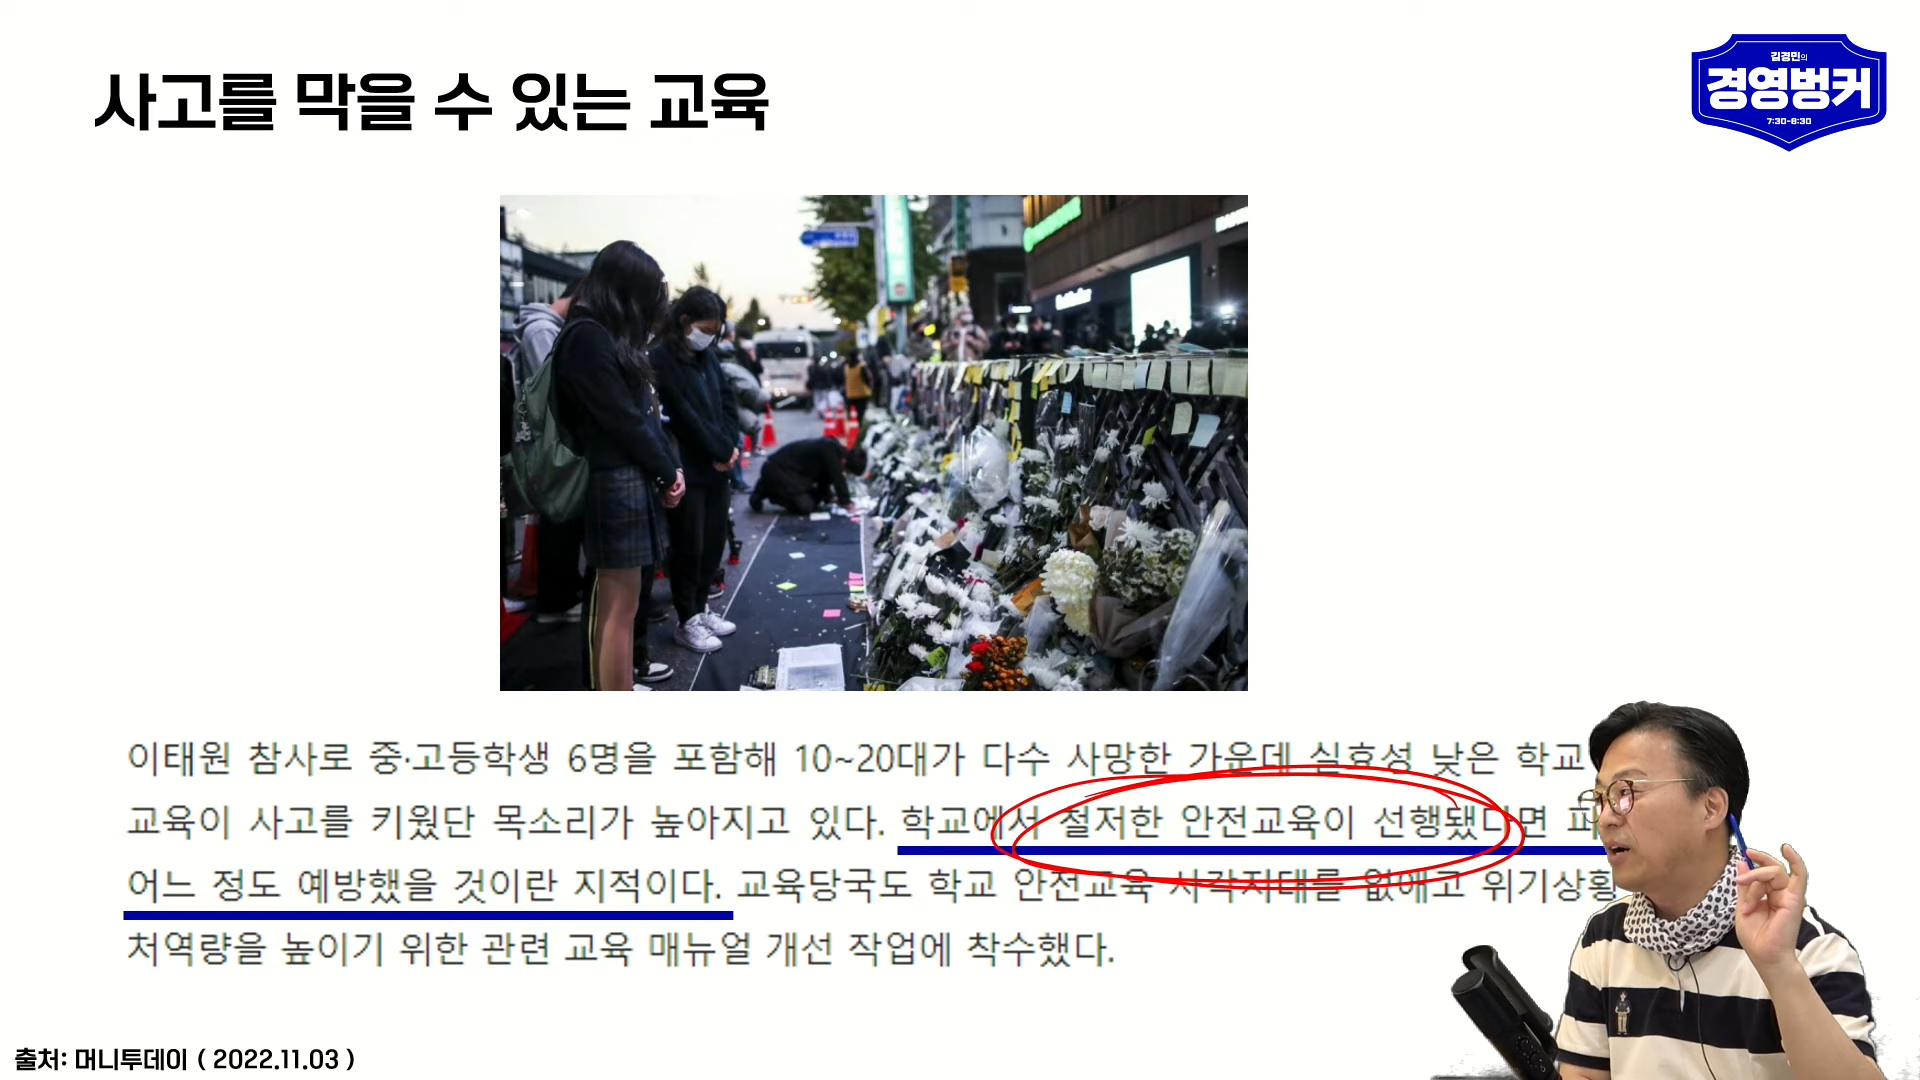 사고를 막을 수 있는 교육
김경민의
경영벙커
7:30-8:30
이태원 참사로 중·고등학생 6명을 포함해 10~20대가 다수 사망한 가운데 실효성 낮은 학교
교육이 사고를 키웠단 목소리가 높아지고 있다. 학교에서 철저한 안전교육이 선행됐다면
어느 정도 예방했을 것이란 지적이다. 교육당국도 학교 안전교육 사각지대를 없애고 위기상황
처역량을 높이기 위한 관련 교육 매뉴얼 개선 작업에 착수했다.
출처: 머니투데이 ( 2022.11.03 )